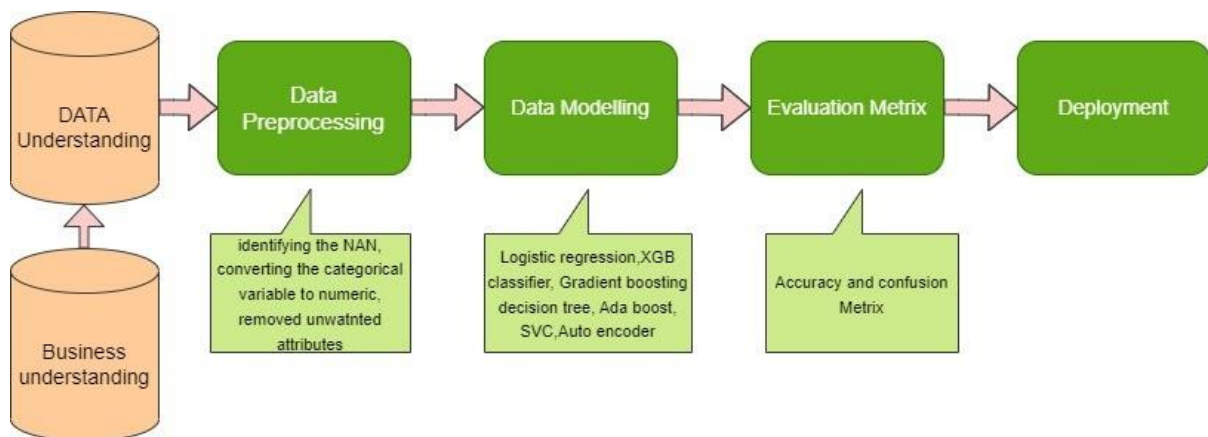 DATA
Understanding
Data
Preprocessing
Data Modelling
Evaluation Metrix
Deployment
identifying the NAN,
converting the categorical
variable to numeric,
removed unwatnted
attributes
Logistic regression,XGB
classifier, Gradient boosting
decision tree, Ada boost,
SVC,Auto encoder
Accuracy and confusion
Metrix
Business
understanding